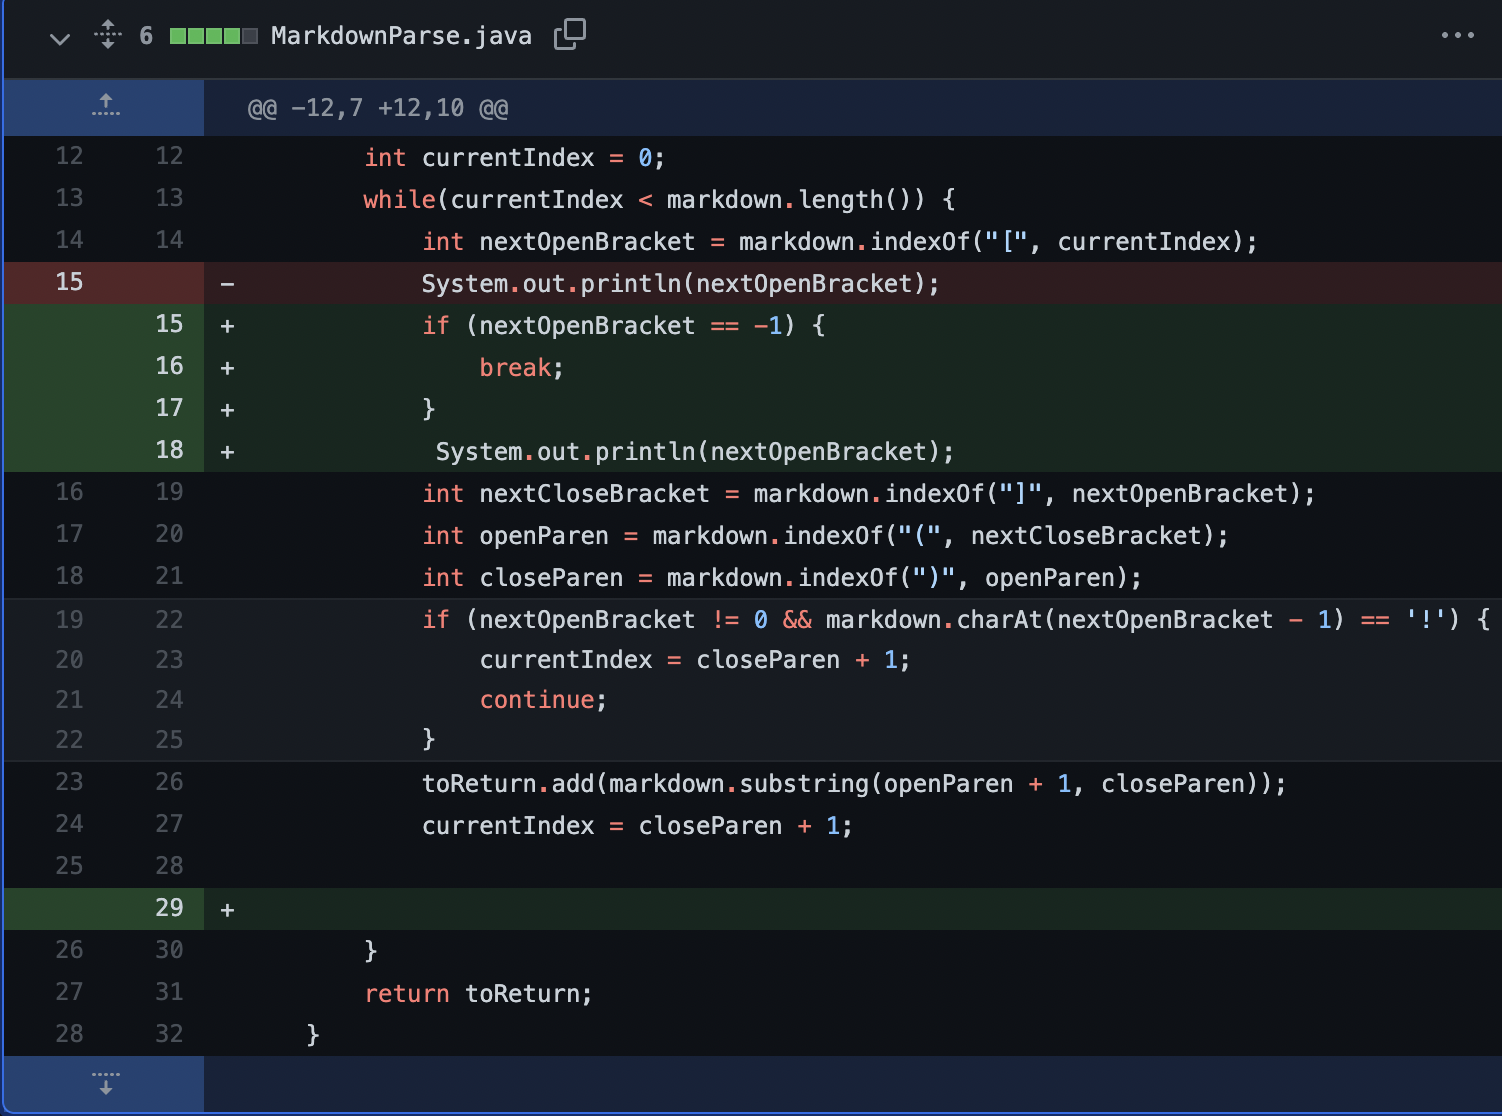 6 MarkdownParse.java
@@ -12,7 +12,10 @@
12 12 int currentIndex = 0;
13 13 while(currentIndex < markdown.length()) {
14 14 int nextOpenBracket = markdown.indexOf("[", currentIndex);
15 - System.out.println(nextOpenBracket);
15 + if (nextOpenBracket == -1) {
16 + break;
17 + }
18 + System.out.println(nextOpenBracket);
16 19 int nextCloseBracket = markdown.indexOf("]", nextOpenBracket);
17 20 int openParen = markdown.indexOf("(", nextCloseBracket);
18 21 int closeParen = markdown.indexOf(")", openParen);
19 22 if (nextOpenBracket != 0 && markdown.charAt(nextOpenBracket - 1) == '!') {
20 23 currentIndex = closeParen + 1;
21 24 continue;
22 25 }
23 26 toReturn.add(markdown.substring(openParen + 1, closeParen));
24 27 currentIndex = closeParen + 1;
25 28
29 +
26 30 }
27 31 return toReturn;
28 32 }